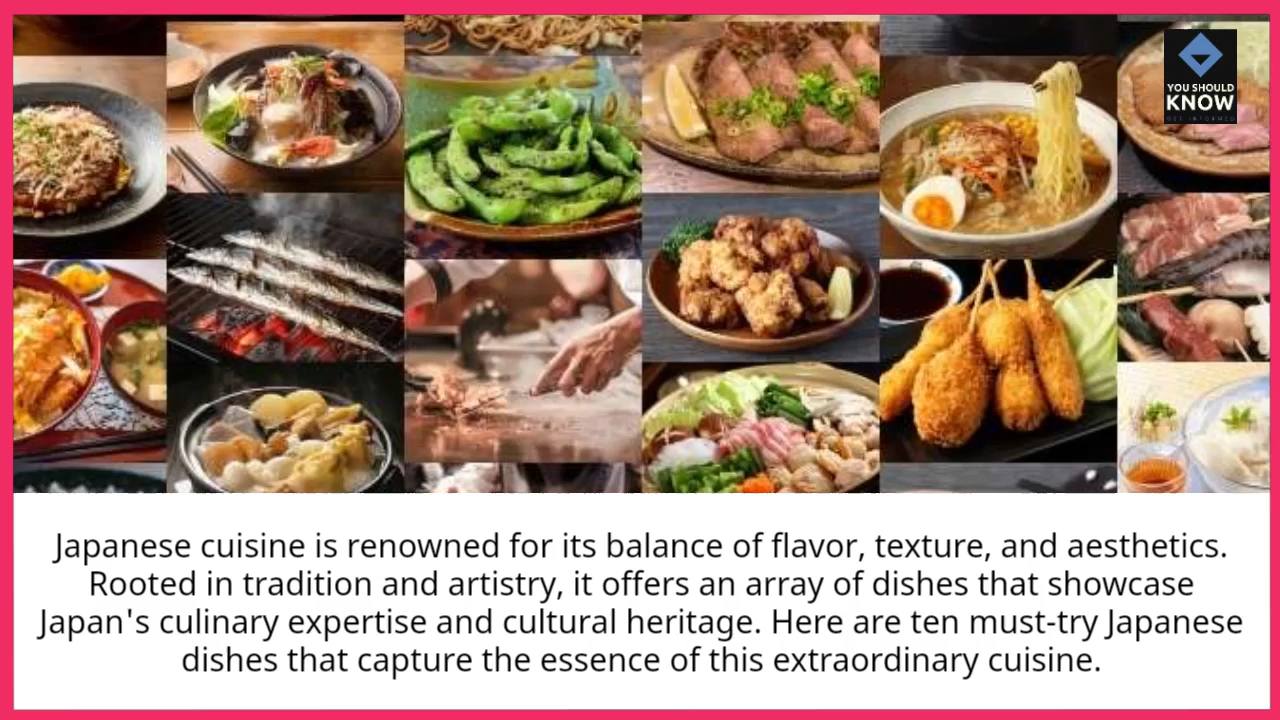 YOU SHOULD
KNOW
GET INFORMED
Japanese cuisine is renowned for its balance of flavor, texture, and aesthetics.
Rooted in tradition and artistry, it offers an array of dishes that showcase
Japan's culinary expertise and cultural heritage. Here are ten must-try Japanese
dishes that capture the essence of this extraordinary cuisine.